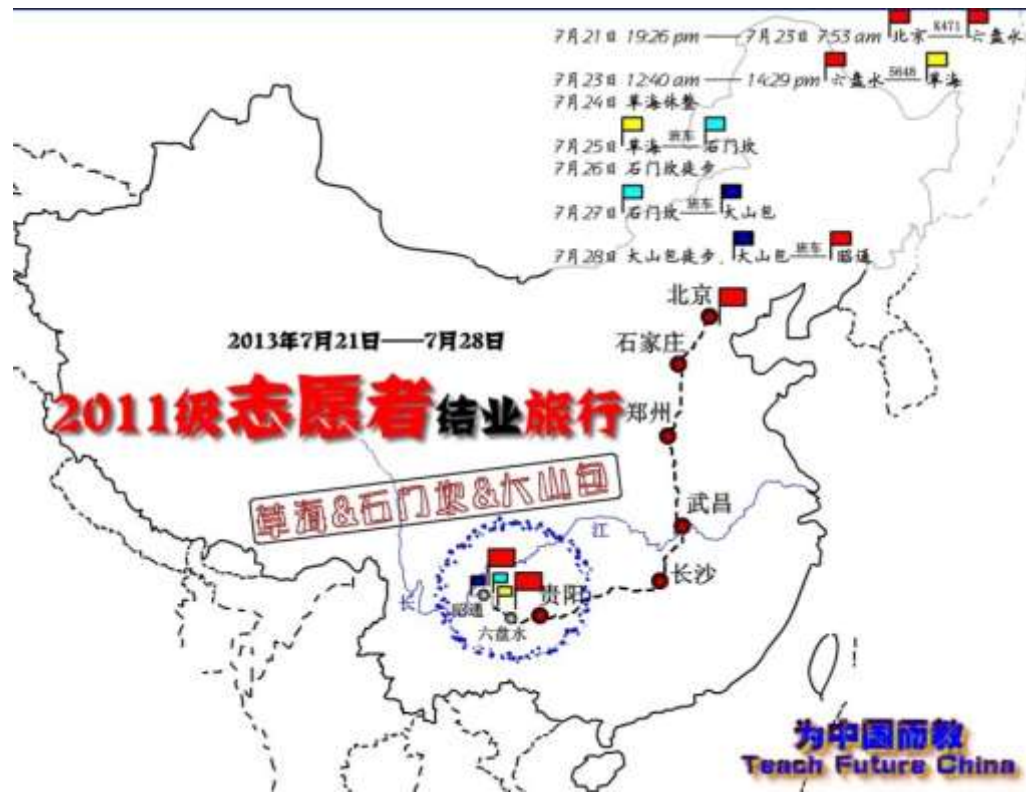 7月21日 19:26 pm —— 7月23日 7:53 am 北京 K471 六盘水
7月23日 12:40 am —— 14:29 pm 六盘水 5648 草海
7月24日 草海休整
7月25日 草海 班车 石门坎
7月26日 石门坎徒步
7月27日 石门坎 班车 大山包
7月28日 大山包徒步、大山包 班车 昭通
北京
2013年7月21日——7月28日
石家庄
2011级志愿者结业旅行
郑州
草海&石门坎&大山包
武昌
江
长沙
贵阳
长
昭通
六盘水
为中国而教
Teach Future China